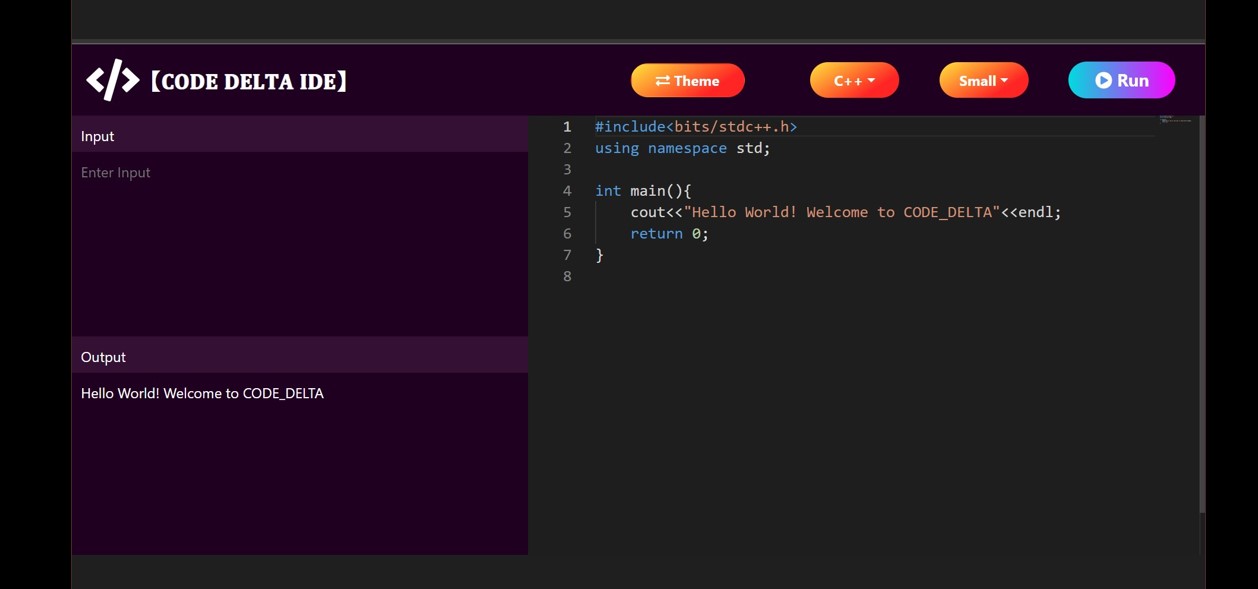 </> 【CODE DELTA IDE】 ⇄ Theme C++ Small Run
Input
Enter Input
Output
Hello World! Welcome to CODE_DELTA
1 #include<bits/stdc++.h>
2 using namespace std;
3
4 int main(){
5     cout<<"Hello World! Welcome to CODE_DELTA"<<endl;
6     return 0;
7 }
8